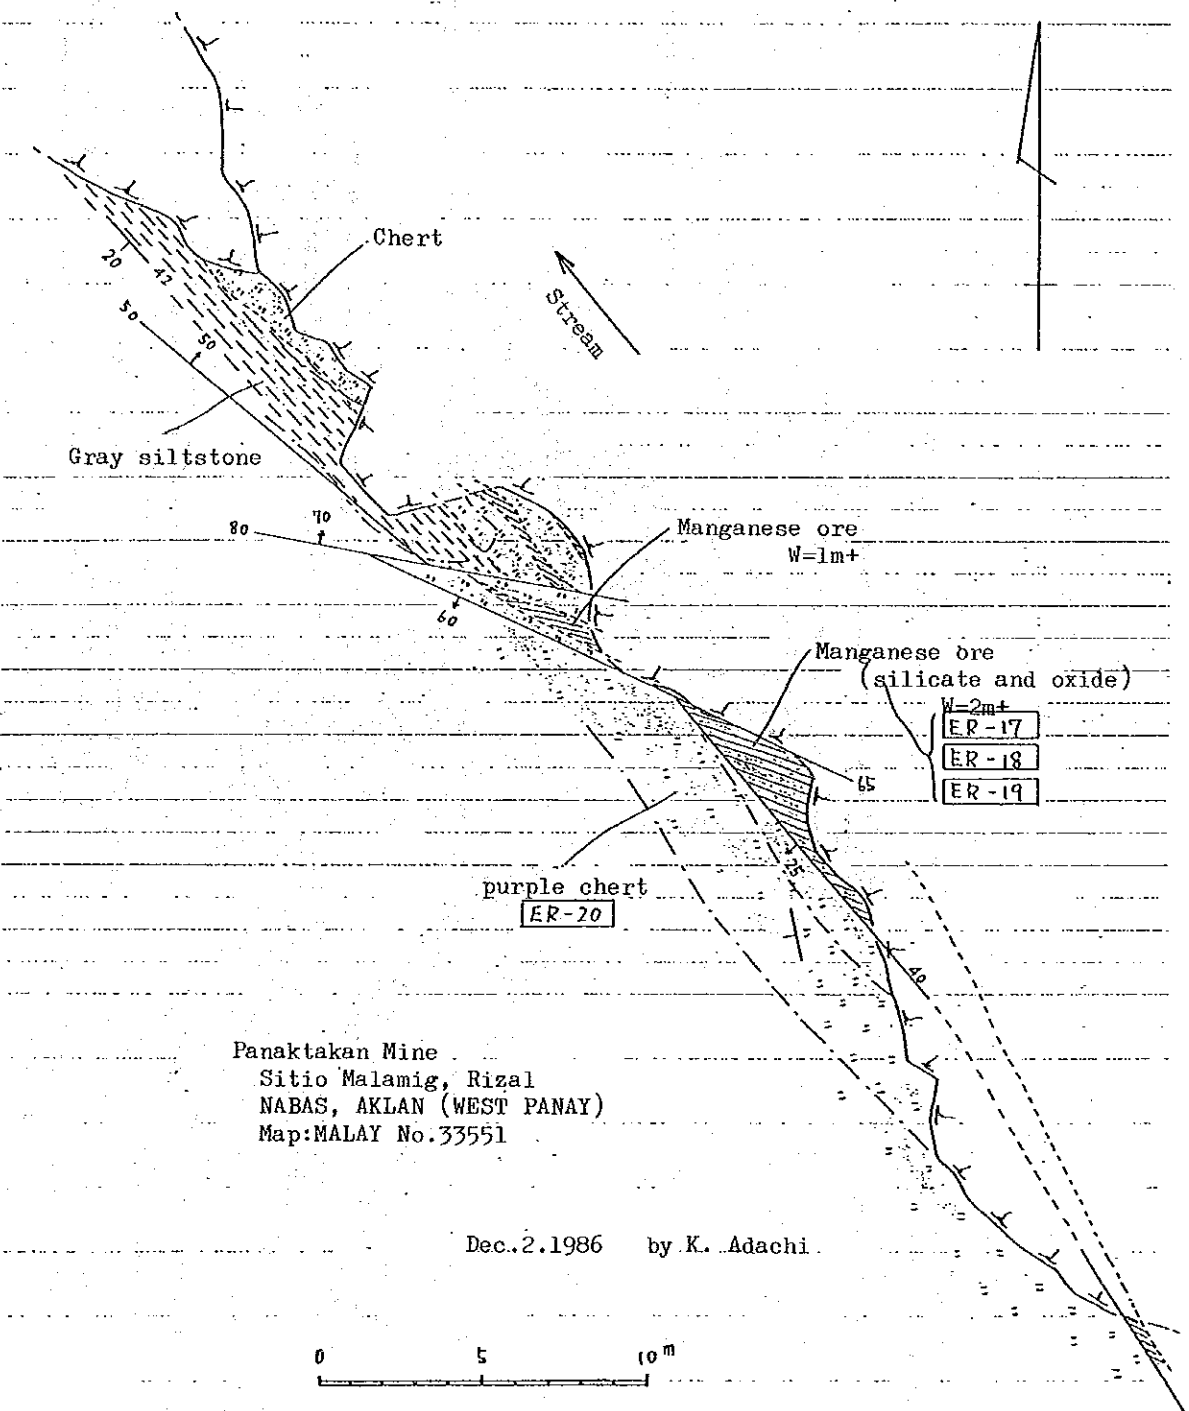 Chert
20
42
Stream
50
50
Gray siltstone
80
70
Manganese ore
W=1m+
60
Manganese ore
(silicate and oxide)
W=2m+
ER-17
ER-18
ER-19
65
25
purple chert
ER-20
40
Panaktakan Mine
Sitio Malamig, Rizal
NABAS, AKLAN (WEST PANAY)
Map:MALAY No.33551
Dec.2.1986 by K. Adachi
0 5 10 m